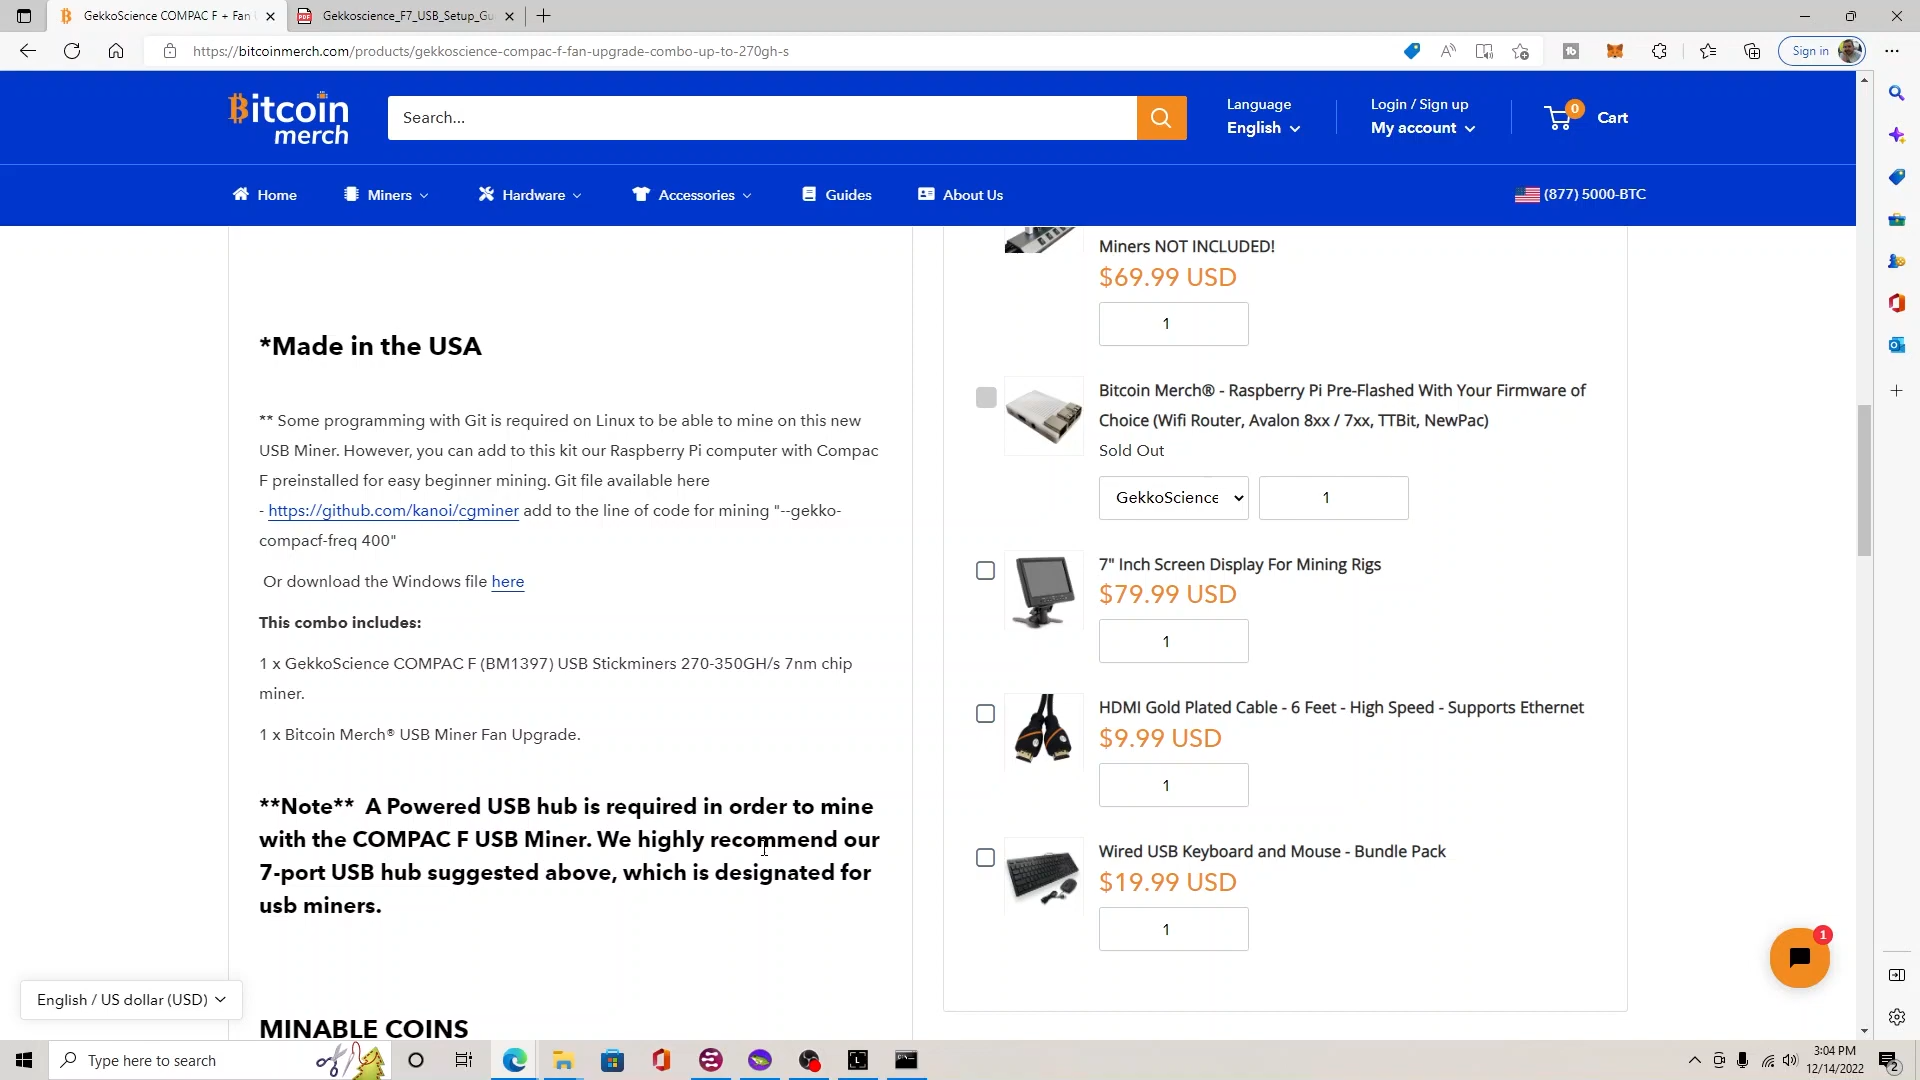 GekkoScience COMPAC F + Fan
Gekkoscience_F7_USB_Setup_Gu
https://bitcoinmerch.com/products/gekkoscience-compac-f-fan-upgrade-combo-up-to-270gh-s
Sign in
Bitcoin
merch
Search...
Language
English
Login / Sign up
My account
0
Cart
Home
Miners
Hardware
Accessories
Guides
About Us
(877) 5000-BTC
*Made in the USA
** Some programming with Git is required on Linux to be able to mine on this new
USB Miner. However, you can add to this kit our Raspberry Pi computer with Compac
F preinstalled for easy beginner mining. Git file available here
- https://github.com/kanoi/cgminer add to the line of code for mining "--gekko-
compacf-freq 400"
Or download the Windows file here
This combo includes:
1 x GekkoScience COMPAC F (BM1397) USB Stickminers 270-350GH/s 7nm chip
miner.
1 x Bitcoin Merch® USB Miner Fan Upgrade.
**Note** A Powered USB hub is required in order to mine
with the COMPAC F USB Miner. We highly recommend our
7-port USB hub suggested above, which is designated for
usb miners.
MINABLE COINS
Miners NOT INCLUDED!
$69.99 USD
1
Bitcoin Merch® - Raspberry Pi Pre-Flashed With Your Firmware of
Choice (Wifi Router, Avalon 8xx / 7xx, TTBit, NewPac)
Sold Out
GekkoScience
1
7" Inch Screen Display For Mining Rigs
$79.99 USD
1
HDMI Gold Plated Cable - 6 Feet - High Speed - Supports Ethernet
$9.99 USD
1
Wired USB Keyboard and Mouse - Bundle Pack
$19.99 USD
1
1
English / US dollar (USD)
Type here to search
3:04 PM
12/14/2022
2